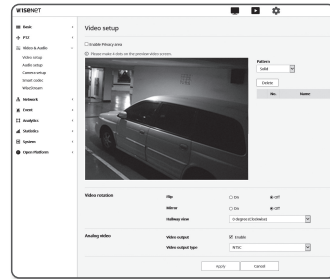 WISENET
Basic
PTZ
Video & Audio
Video setup
Audio setup
Camera setup
Smart codec
WiseStream
Network
Event
Analytics
Statistics
System
Open Platform
Video setup
Enable Privacy area
Please make 4 dots on the preview video screen.
Pattern
Solid
Delete
No. Name
Video rotation
Flip On Off
Mirror On Off
Hallway view 0 degree (Clockwise)
Analog video
Video output Enable
Video output type NTSC
Apply Cancel